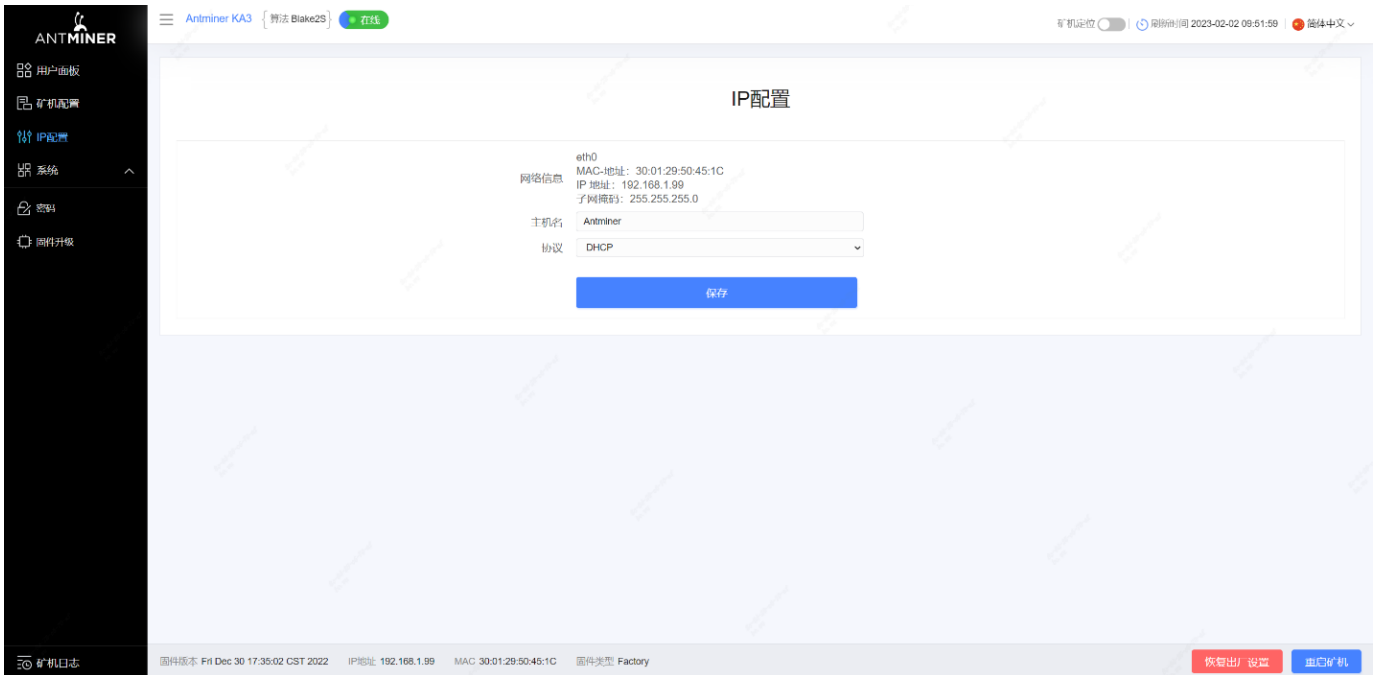 ANTMINER
Antminer KA3 {算法 Blake2S} 在线
矿机定位 刷新时间 2023-02-02 09:51:59 简体中文
用户面板
矿机配置
IP配置
系统
密码
固件升级
矿机日志
IP配置
网络信息
eth0
MAC-地址：30:01:29:50:45:1C
IP 地址：192.168.1.99
子网掩码：255.255.255.0
主机名 Antminer
协议 DHCP
保存
固件版本 Fri Dec 30 17:35:02 CST 2022 IP地址 192.168.1.99 MAC 30:01:29:50:45:1C 固件类型 Factory
恢复出厂设置 重启矿机